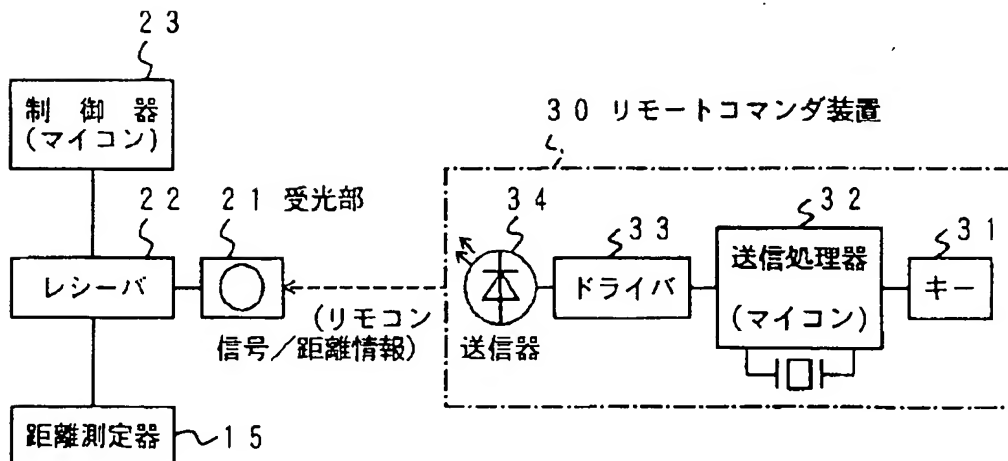 ２３
制御器
(マイコン)
３０ リモートコマンダ装置
２２
２１ 受光部
３４
３３
３２
３１
レシーバ
ドライバ
送信処理器
(マイコン)
キー
(リモコン
信号／距離情報)
送信器
距離測定器
１５